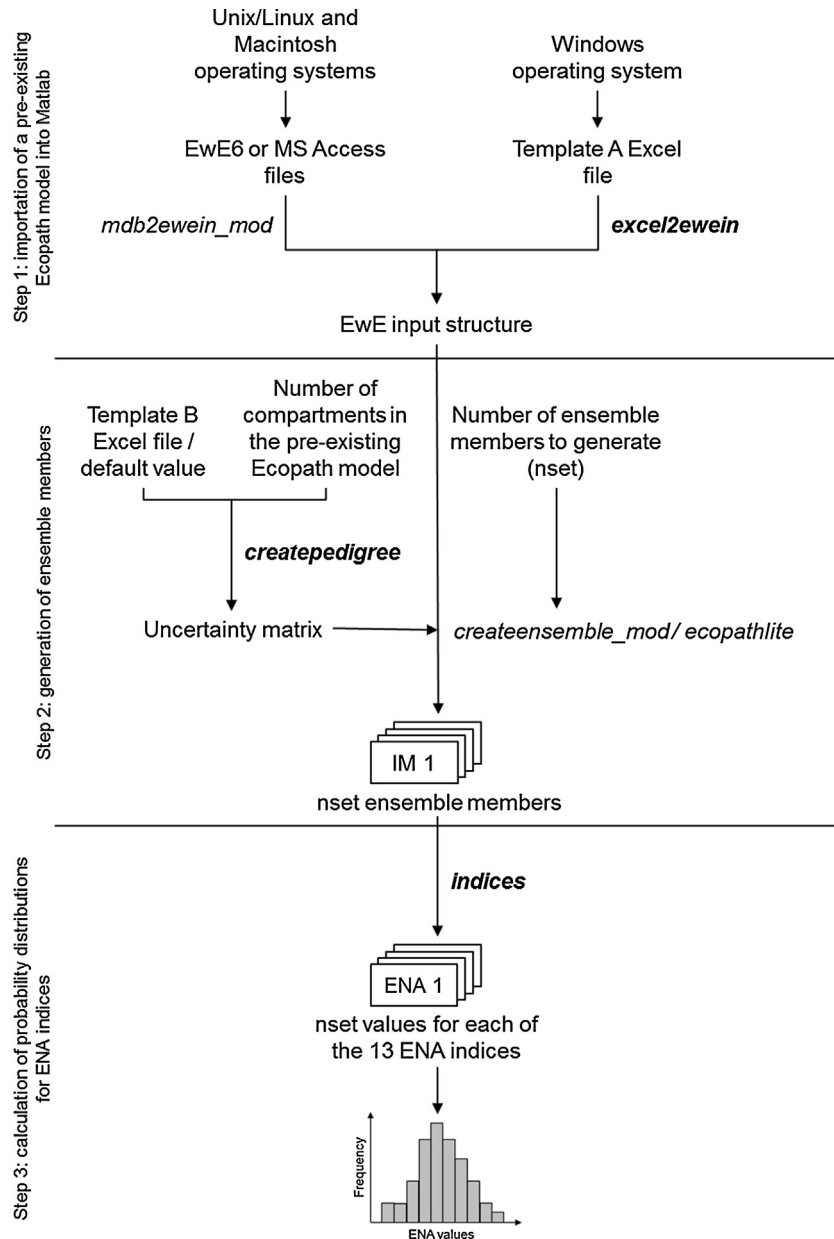 Step 1: importation of a pre-existing
Ecopath model into Matlab
Unix/Linux and
Macintosh
operating systems
Windows
operating system
EwE6 or MS Access
files
Template A Excel
file
mdb2ewein_mod
excel2ewein
EwE input structure
Step 2: generation of ensemble members
Template B
Excel file /
default value
Number of
compartments in
the pre-existing
Ecopath model
Number of ensemble
members to generate
(nset)
createpedigree
Uncertainty matrix
createensemble_mod/ ecopathlite
IM 1
nset ensemble members
Step 3: calculation of probability distributions
for ENA indices
indices
ENA 1
nset values for each of
the 13 ENA indices
Frequency
ENA values